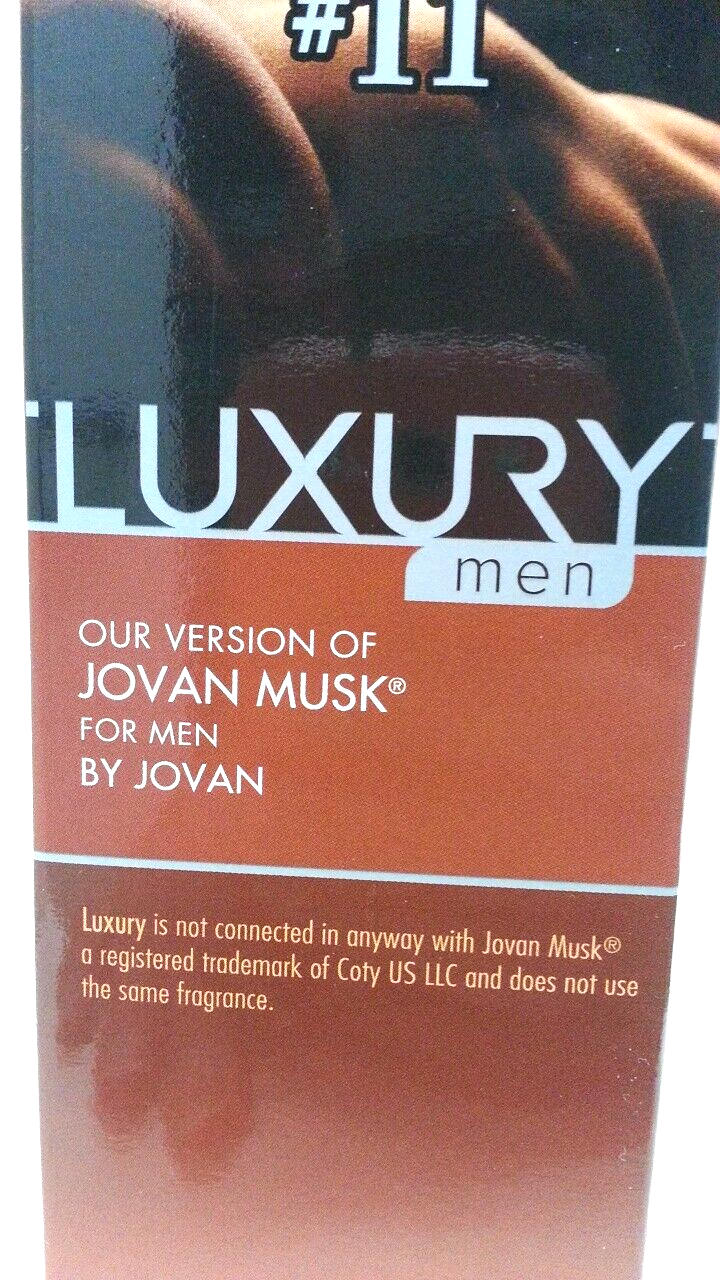 #11
LUXURY
men
OUR VERSION OF
JOVAN MUSK®
FOR MEN
BY JOVAN
Luxury is not connected in anyway with Jovan Musk®
a registered trademark of Coty US LLC and does not use
the same fragrance.